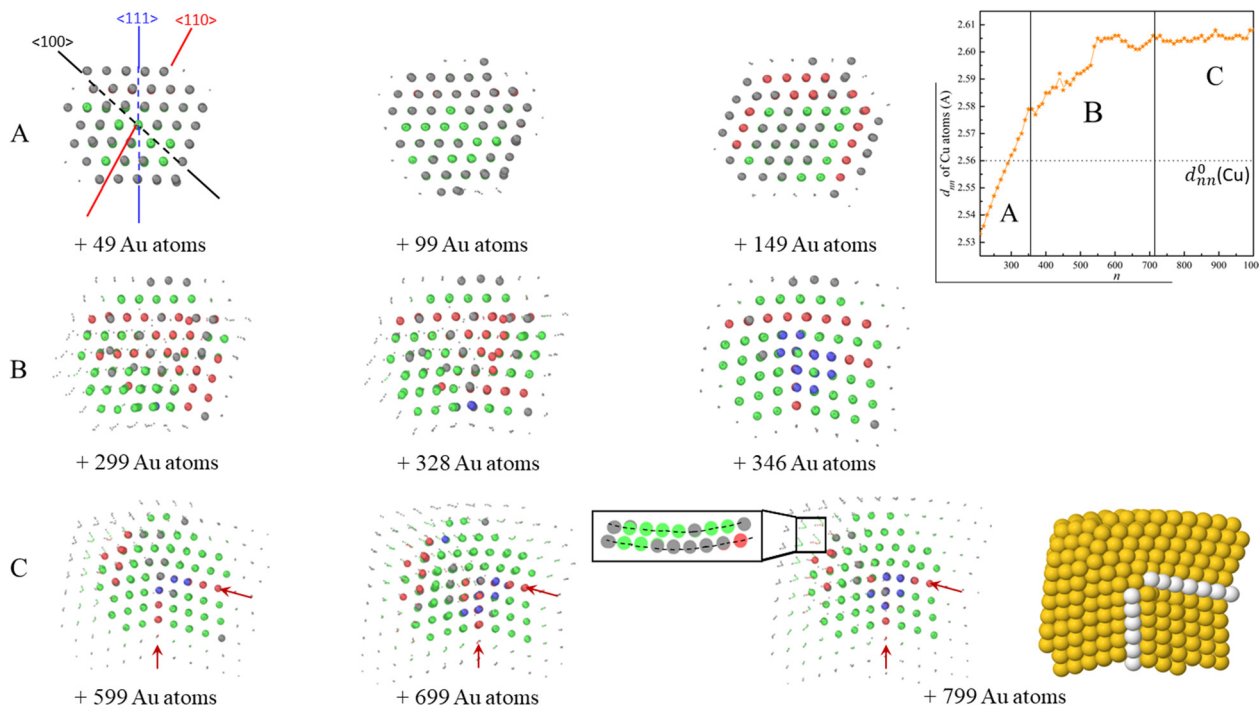 <111>
<110>
<100>
A
+ 49 Au atoms
+ 99 Au atoms
+ 149 Au atoms
d_nn of Cu atoms (A)
2.61
2.60
2.59
2.58
2.57
2.56
2.55
2.54
2.53
A
B
C
d⁰_nn(Cu)
300 400 500 600 700 800 900 1000
n
B
+ 299 Au atoms
+ 328 Au atoms
+ 346 Au atoms
C
+ 599 Au atoms
+ 699 Au atoms
+ 799 Au atoms